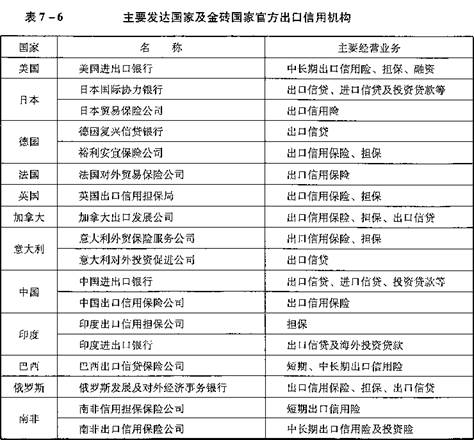 表7-6 主要发达国家及金砖国家官方出口信用机构
国家 名 称 主要经营业务
美国 美国进出口银行 中长期出口信用险、担保、融资
日本 日本国际协力银行 出口信贷、进口信贷及投资贷款等
日本贸易保险公司 出口信用险
德国 德国复兴信贷银行 出口信贷
裕利安宜保险公司 出口信用保险、担保
法国 法国对外贸易保险公司 出口信用保险
英国 英国出口信用担保局 出口信用保险、担保
加拿大 加拿大出口发展公司 出口信用保险、担保、出口信贷
意大利 意大利外贸保险服务公司 出口信用保险、担保
意大利对外投资促进公司 出口信贷
中国 中国进出口银行 出口信贷、进口信贷、投资贷款等
中国出口信用保险公司 出口信用保险
印度 印度出口信用担保公司 担保
印度进出口银行 出口信贷及海外投资贷款
巴西 巴西出口信贷保险公司 短期、中长期出口信用险
俄罗斯 俄罗斯发展及对外经济事务银行 出口信用保险、担保、出口信贷
南非 南非信用担保保险公司 短期出口信用险
南非出口信用保险公司 中长期出口信用险及投资险